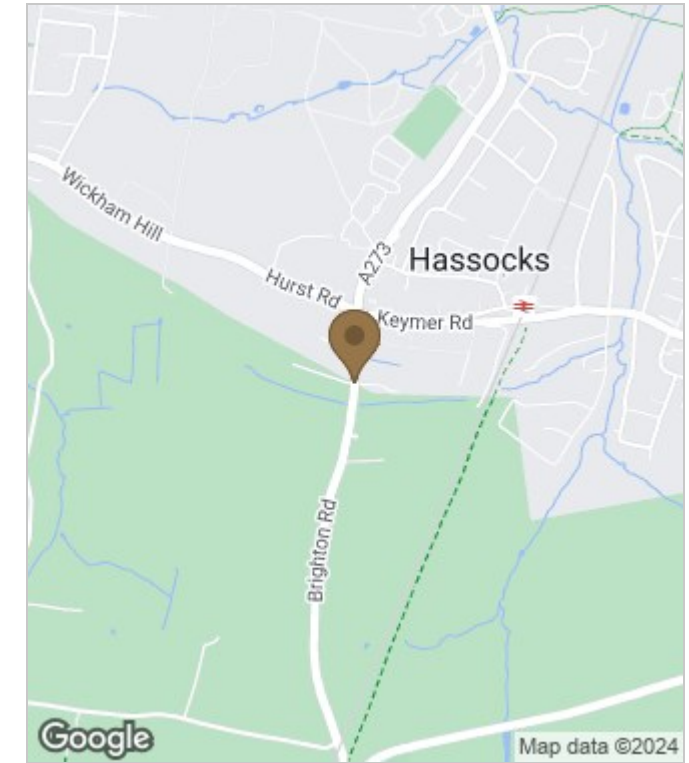 Wickham Hill
A273
Hassocks
Hurst Rd
Keymer Rd
Brighton Rd
Google
Map data ©2024